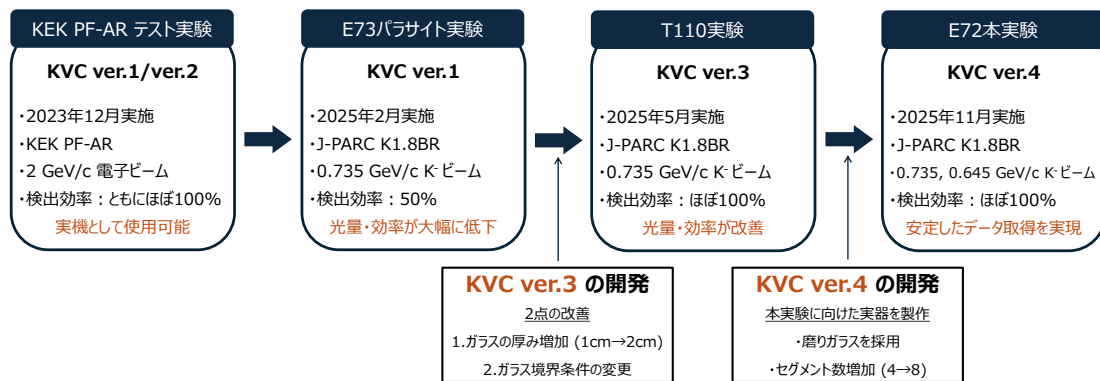 KEK PF-AR テスト実験
KVC ver.1/ver.2
・2023年12月実施
・KEK PF-AR
・2 GeV/c 電子ビーム
・検出効率：ともにほぼ100%
実機として使用可能
E73パラサイト実験
KVC ver.1
・2025年2月実施
・J-PARC K1.8BR
・0.735 GeV/c K⁻ビーム
・検出効率：50%
光量・効率が大幅に低下
T110実験
KVC ver.3
・2025年5月実施
・J-PARC K1.8BR
・0.735 GeV/c K⁻ビーム
・検出効率：ほぼ100%
光量・効率が改善
E72本実験
KVC ver.4
・2025年11月実施
・J-PARC K1.8BR
・0.735, 0.645 GeV/c K⁻ビーム
・検出効率：ほぼ100%
安定したデータ取得を実現
KVC ver.3 の開発
2点の改善
1.ガラスの厚み増加 (1cm→2cm)
2.ガラス境界条件の変更
KVC ver.4 の開発
本実験に向けた実器を製作
・磨りガラスを採用
・セグメント数増加 (4→8)